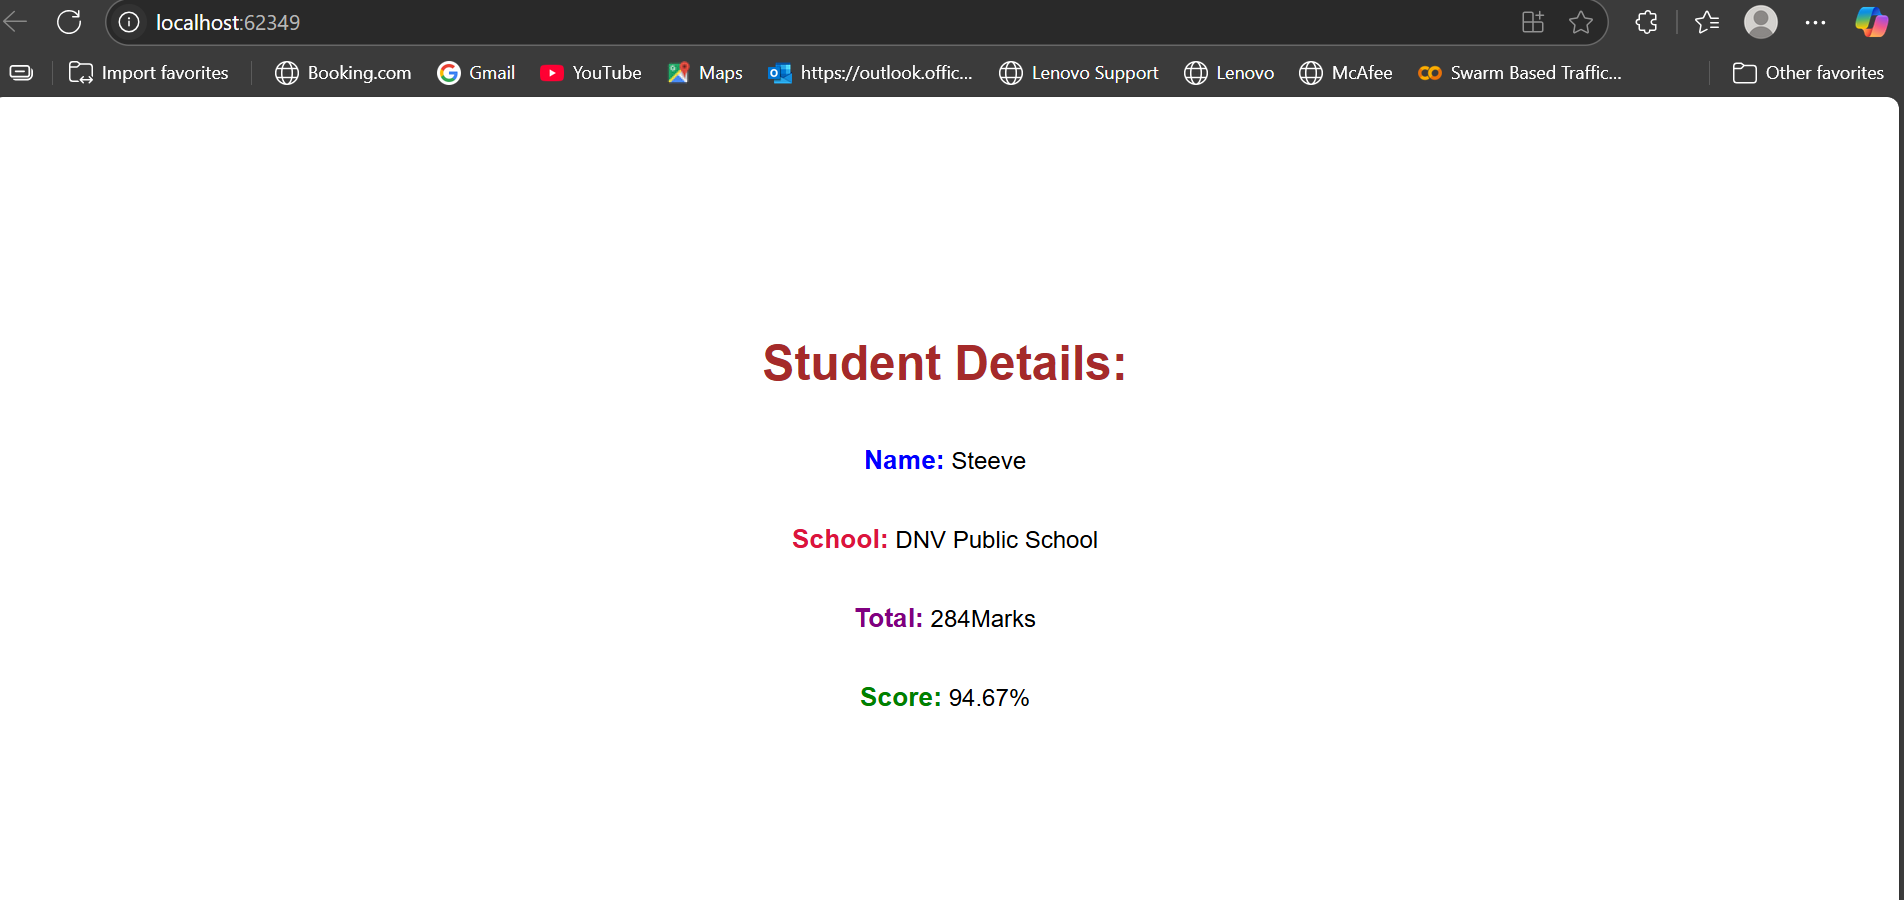 localhost:62349
Import favorites Booking.com Gmail YouTube Maps https://outlook.offic... Lenovo Support Lenovo McAfee Swarm Based Traffic... Other favorites
Student Details:
Name: Steeve
School: DNV Public School
Total: 284Marks
Score: 94.67%